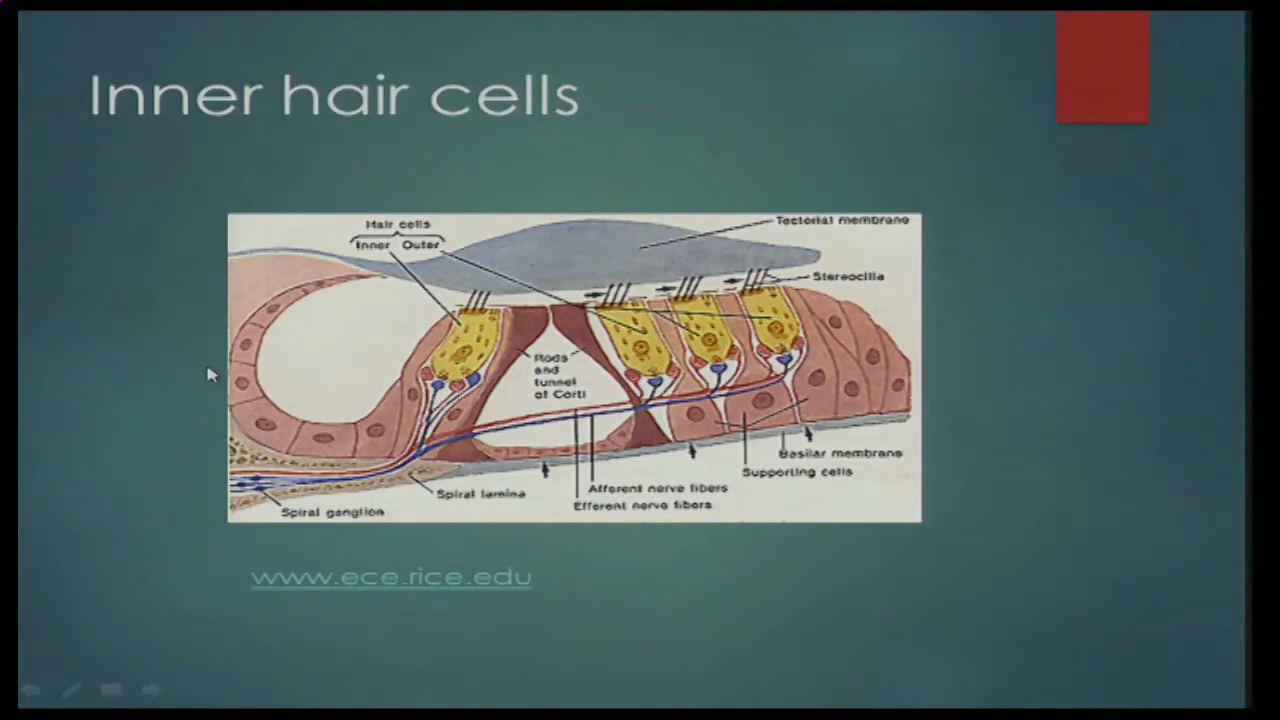 Inner hair cells
Hair cells
Inner Outer
Tectorial membrane
Stereocilia
Rods
and
tunnel
of Corti
Basilar membrane
Supporting cells
Afferent nerve fibers
Spiral lamina
Efferent nerve fibers
Spiral ganglion
www.ece.rice.edu